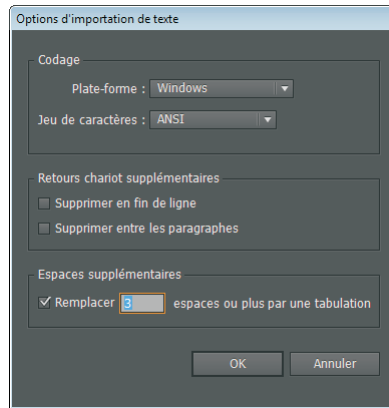 Options d'importation de texte
Codage
Plate-forme : Windows
Jeu de caractères : ANSI
Retours chariot supplémentaires
Supprimer en fin de ligne
Supprimer entre les paragraphes
Espaces supplémentaires
Remplacer 3 espaces ou plus par une tabulation
OK Annuler